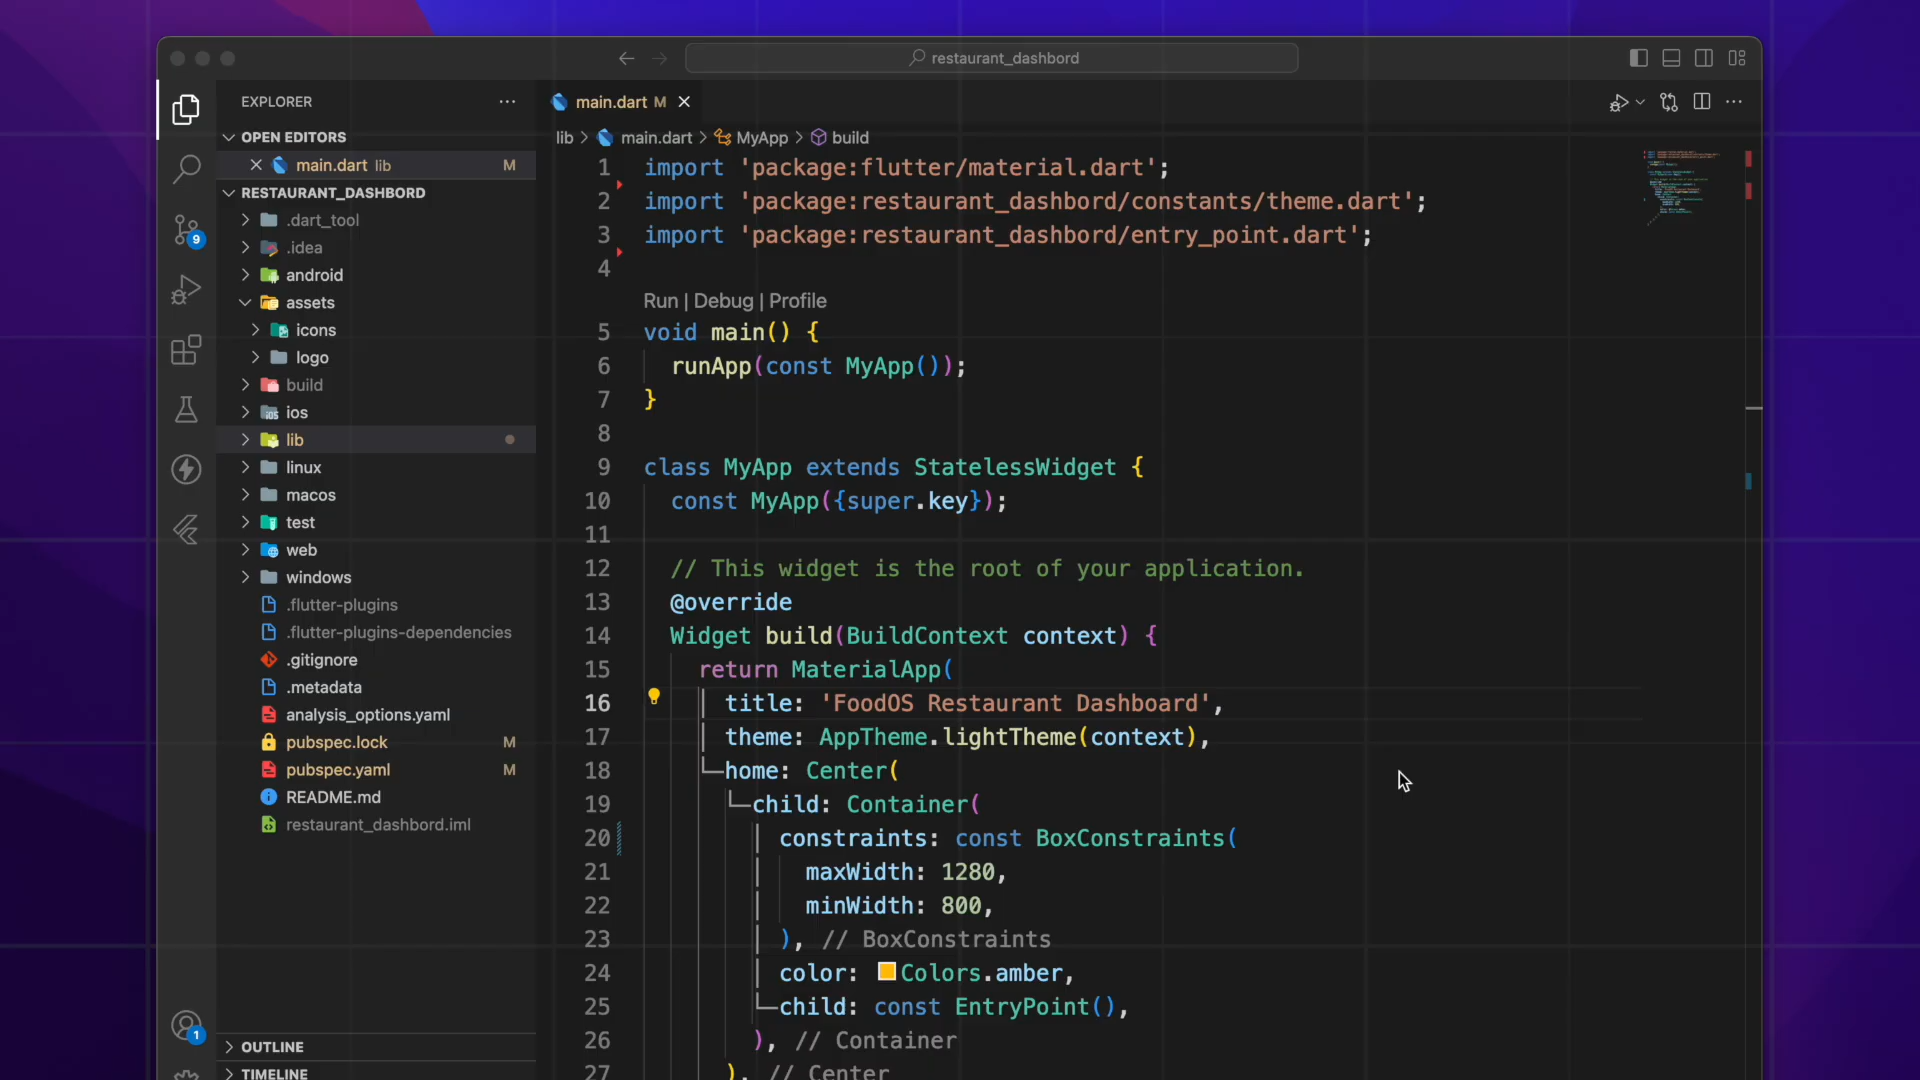 restaurant_dashbord
EXPLORER
OPEN EDITORS
main.dart lib M
RESTAURANT_DASHBORD
.dart_tool
.idea
android
assets
icons
logo
build
ios
lib
linux
macos
test
web
windows
.flutter-plugins
.flutter-plugins-dependencies
.gitignore
.metadata
analysis_options.yaml
pubspec.lock M
pubspec.yaml M
README.md
restaurant_dashbord.iml
OUTLINE
TIMELINE
9
1
main.dart M
lib > main.dart > MyApp > build
1 import 'package:flutter/material.dart';
2 import 'package:restaurant_dashbord/constants/theme.dart';
3 import 'package:restaurant_dashbord/entry_point.dart';
4
Run | Debug | Profile
5 void main() {
6 runApp(const MyApp());
7 }
8
9 class MyApp extends StatelessWidget {
10 const MyApp({super.key});
11
12 // This widget is the root of your application.
13 @override
14 Widget build(BuildContext context) {
15 return MaterialApp(
16 title: 'FoodOS Restaurant Dashboard',
17 theme: AppTheme.lightTheme(context),
18 home: Center(
19 child: Container(
20 constraints: const BoxConstraints(
21 maxWidth: 1280,
22 minWidth: 800,
23 ), // BoxConstraints
24 color: Colors.amber,
25 child: const EntryPoint(),
26 ), // Container
27 ), // Center